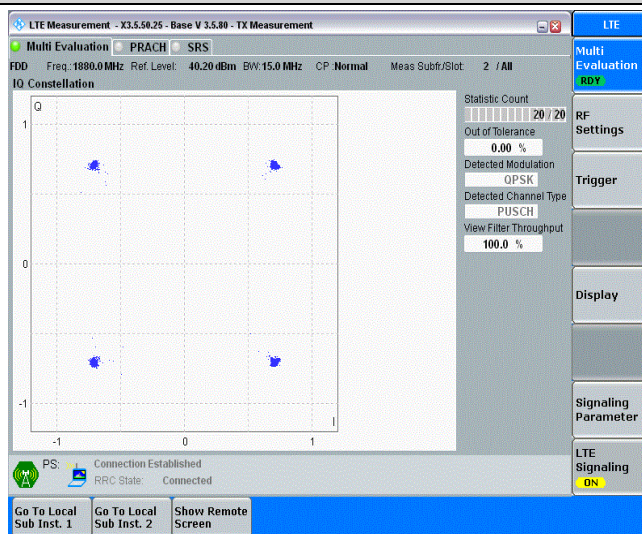 LTE Measurement - X3.5.50.25 - Base V 3.5.80 - TX Measurement
LTE
Multi Evaluation PRACH SRS
FDD Freq.:1880.0 MHz Ref. Level: 40.20 dBm BW:15.0 MHz CP :Normal Meas Subfr./Slot: 2 / All
IQ Constellation
Q
1
0
-1
-1 0 1
I
Statistic Count
20 / 20
Out of Tolerance
0.00 %
Detected Modulation
QPSK
Detected Channel Type
PUSCH
View Filter Throughput
100.0 %
Multi
Evaluation
RDY
RF
Settings
Trigger
Display
Signaling
Parameter
LTE
Signaling
ON
PS: Connection Established
RRC State: Connected
Go To Local
Sub Inst. 1
Go To Local
Sub Inst. 2
Show Remote
Screen